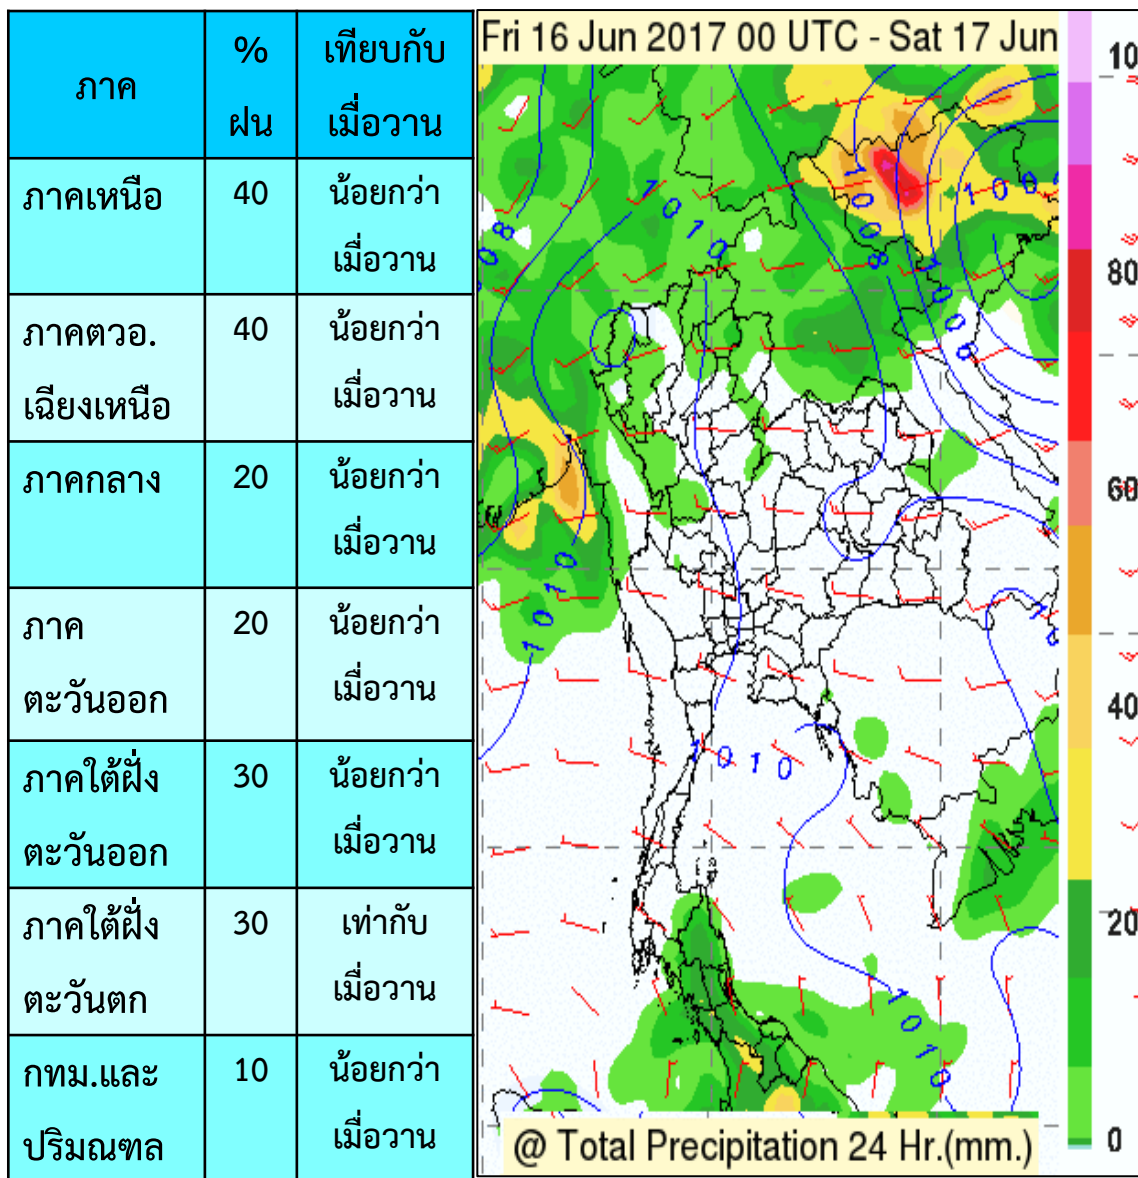 ภาค
%
ฝน
เทียบกับ
เมื่อวาน
ภาคเหนือ
40
น้อยกว่า
เมื่อวาน
ภาคตวอ.
เฉียงเหนือ
40
น้อยกว่า
เมื่อวาน
ภาคกลาง
20
น้อยกว่า
เมื่อวาน
ภาค
ตะวันออก
20
น้อยกว่า
เมื่อวาน
ภาคใต้ฝั่ง
ตะวันออก
30
น้อยกว่า
เมื่อวาน
ภาคใต้ฝั่ง
ตะวันตก
30
เท่ากับ
เมื่อวาน
กทม.และ
ปริมณฑล
10
น้อยกว่า
เมื่อวาน
Fri 16 Jun 2017 00 UTC - Sat 17 Jun
1010
1008
1006
1010
1010
1010
10
80
60
40
20
0
@ Total Precipitation 24 Hr.(mm.)